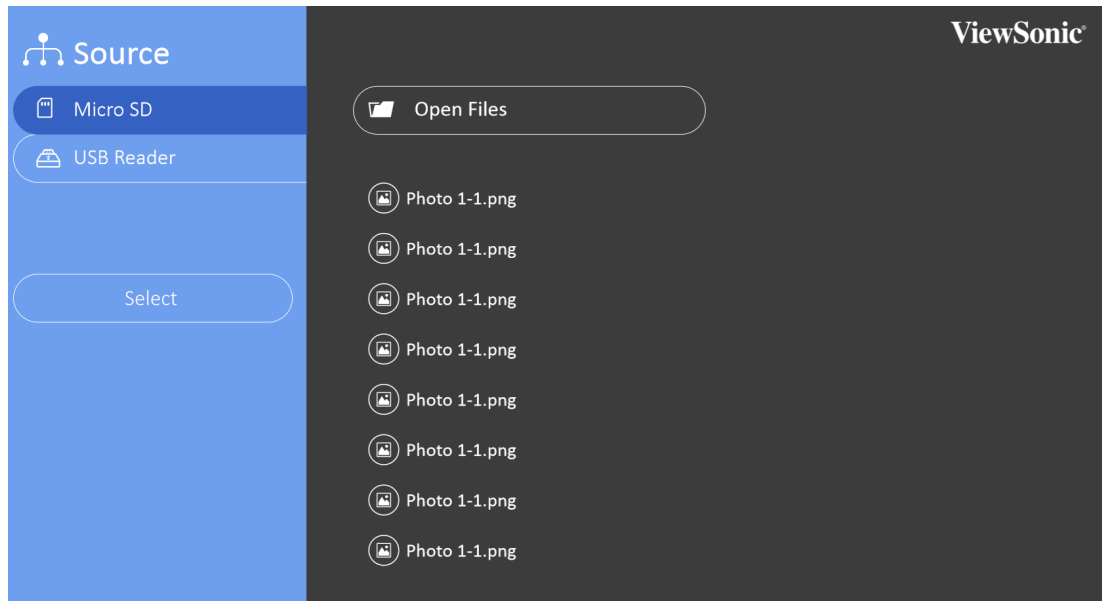 Source
Micro SD
USB Reader
Select
ViewSonic®
Open Files
Photo 1-1.png
Photo 1-1.png
Photo 1-1.png
Photo 1-1.png
Photo 1-1.png
Photo 1-1.png
Photo 1-1.png
Photo 1-1.png